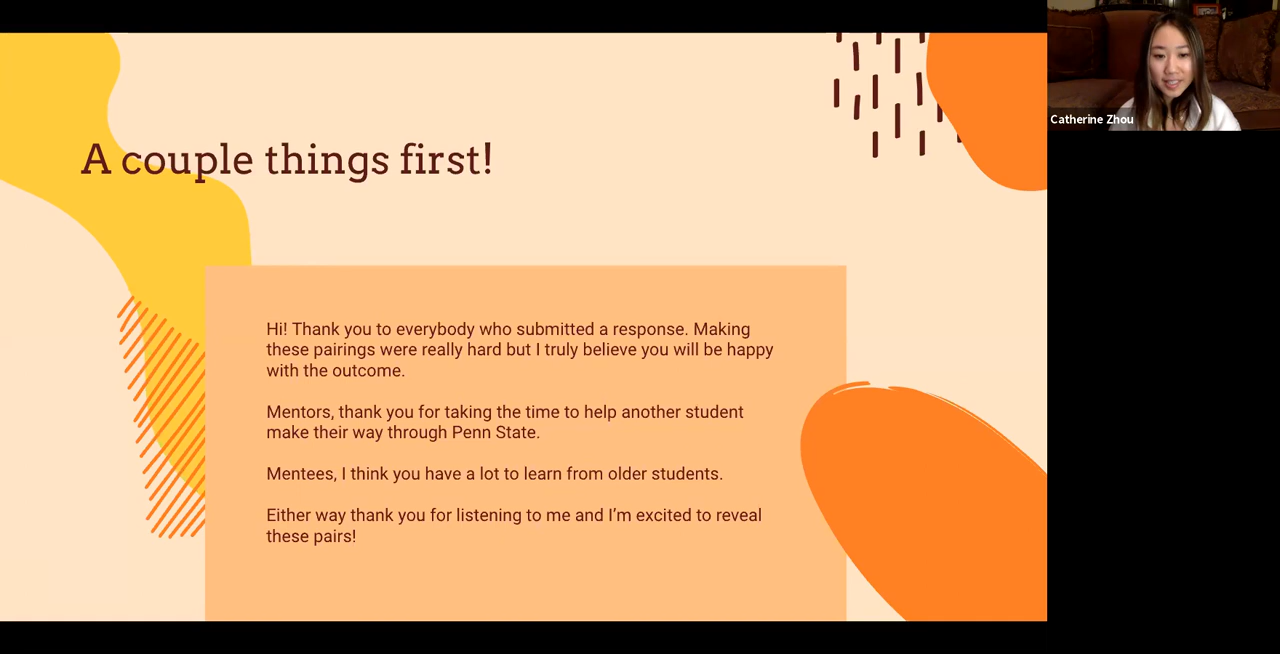 A couple things first!
Catherine Zhou
Hi! Thank you to everybody who submitted a response. Making
these pairings were really hard but I truly believe you will be happy
with the outcome.
Mentors, thank you for taking the time to help another student
make their way through Penn State.
Mentees, I think you have a lot to learn from older students.
Either way thank you for listening to me and I’m excited to reveal
these pairs!